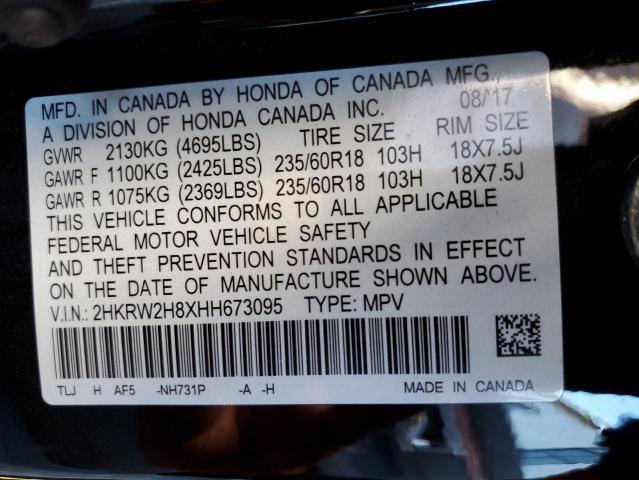 MFD. IN CANADA BY HONDA OF CANADA MFG.,
A DIVISION OF HONDA CANADA INC. 08/'17
GVWR 2130KG (4695LBS) TIRE SIZE RIM SIZE
GAWR F 1100KG (2425LBS) 235/60R18 103H 18X7.5J
GAWR R 1075KG (2369LBS) 235/60R18 103H 18X7.5J
THIS VEHICLE CONFORMS TO ALL APPLICABLE
FEDERAL MOTOR VEHICLE SAFETY
AND THEFT PREVENTION STANDARDS IN EFFECT
ON THE DATE OF MANUFACTURE SHOWN ABOVE.
V.I.N.: 2HKRW2H8XHH673095 TYPE: MPV
TLJ H AF5 -NH731P -A -H MADE IN CANADA